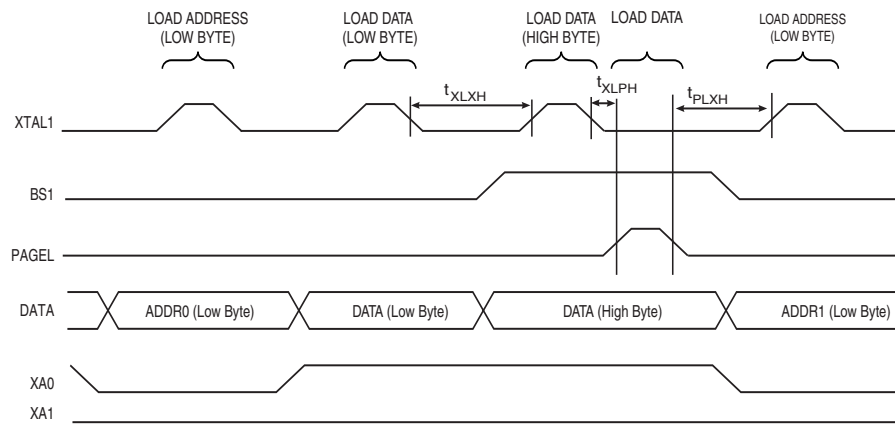 LOAD ADDRESS
(LOW BYTE)
LOAD DATA
(LOW BYTE)
LOAD DATA
(HIGH BYTE)
LOAD DATA
LOAD ADDRESS
(LOW BYTE)
tXLXH
tXLPH
tPLXH
XTAL1
BS1
PAGEL
DATA
ADDR0 (Low Byte)
DATA (Low Byte)
DATA (High Byte)
ADDR1 (Low Byte)
XA0
XA1